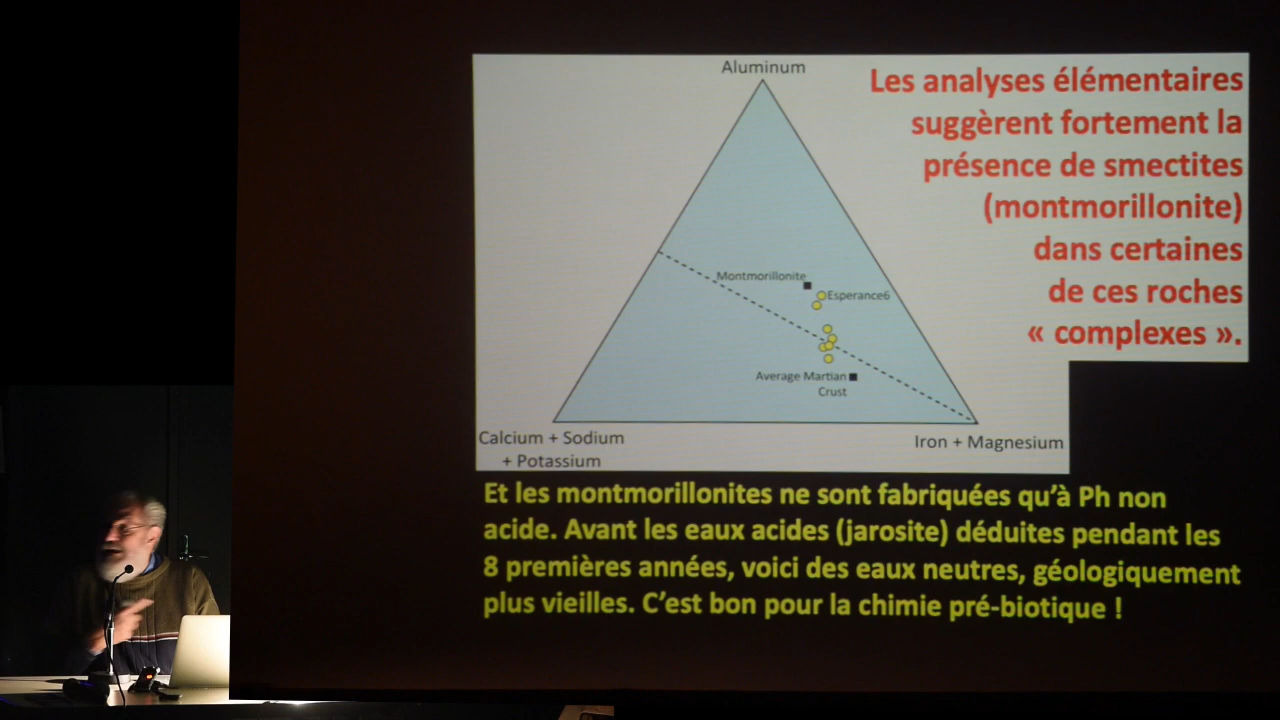 Aluminum
Les analyses élémentaires
suggèrent fortement la
présence de smectites
(montmorillonite)
dans certaines
de ces roches
« complexes ».
Montmorillonite
Esperance6
Average Martian
Crust
Calcium + Sodium
+ Potassium
Iron + Magnesium
Et les montmorillonites ne sont fabriquées qu'à Ph non
acide. Avant les eaux acides (jarosite) déduites pendant les
8 premières années, voici des eaux neutres, géologiquement
plus vieilles. C'est bon pour la chimie pré-biotique !